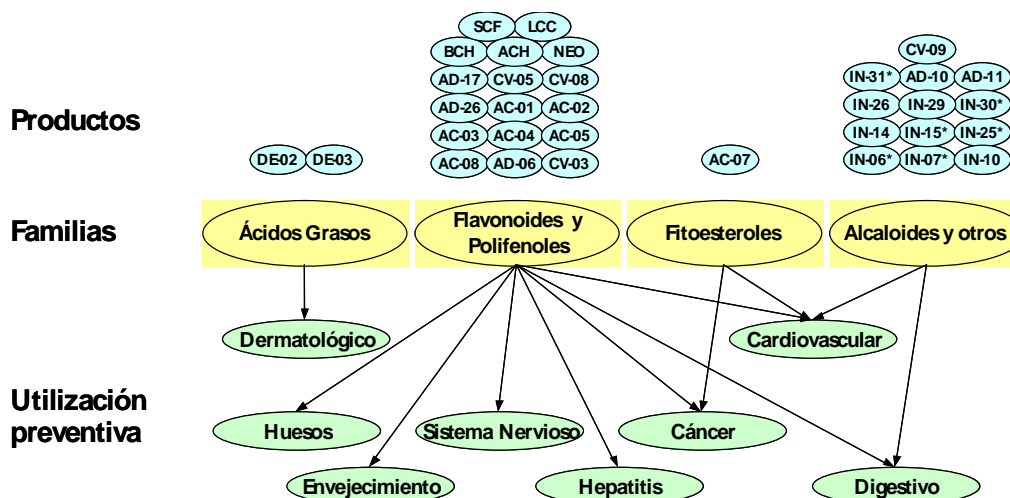 SCF LCC
BCH ACH NEO
AD-17 CV-05 CV-08
AD-26 AC-01 AC-02
AC-03 AC-04 AC-05
AC-08 AD-06 CV-03
CV-09
IN-31* AD-10 AD-11
IN-26 IN-29 IN-30*
IN-14 IN-15* IN-25*
IN-06* IN-07* IN-10
Productos
DE-02 DE-03
AC-07
Familias
Ácidos Grasos
Flavonoides y
Polifenoles
Fitoesteroles
Alcaloides y otros
Dermatológico
Cardiovascular
Utilización
preventiva
Huesos
Sistema Nervioso
Cáncer
Envejecimiento
Hepatitis
Digestivo